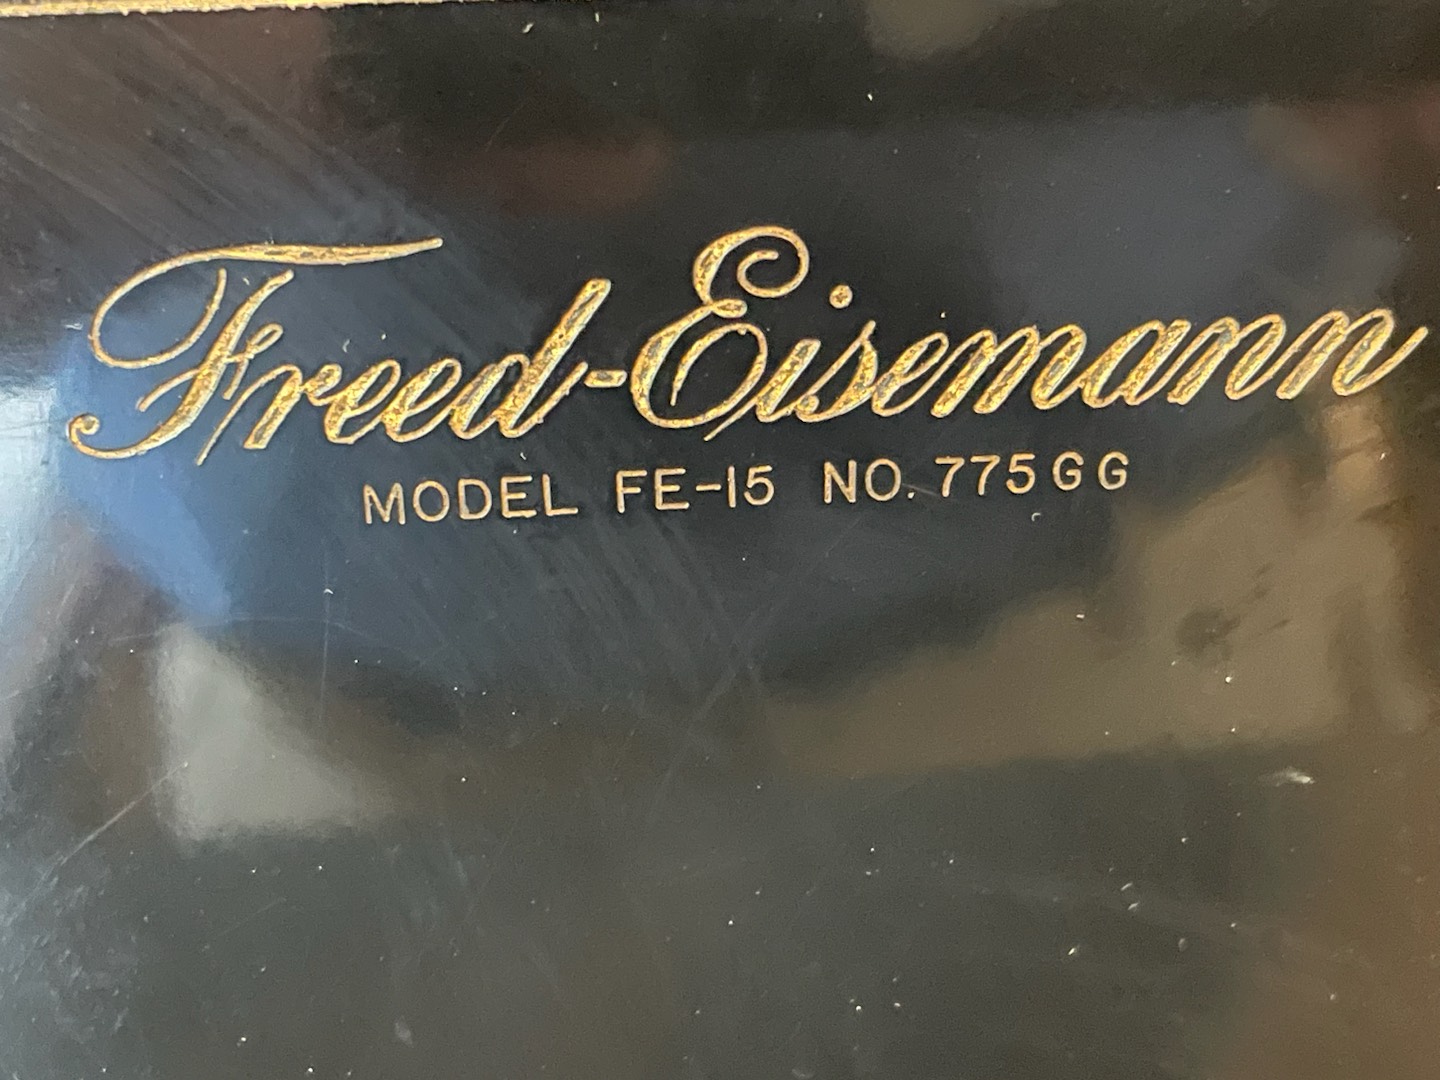 Freed-Eisemann
MODEL FE-15 NO. 775GG